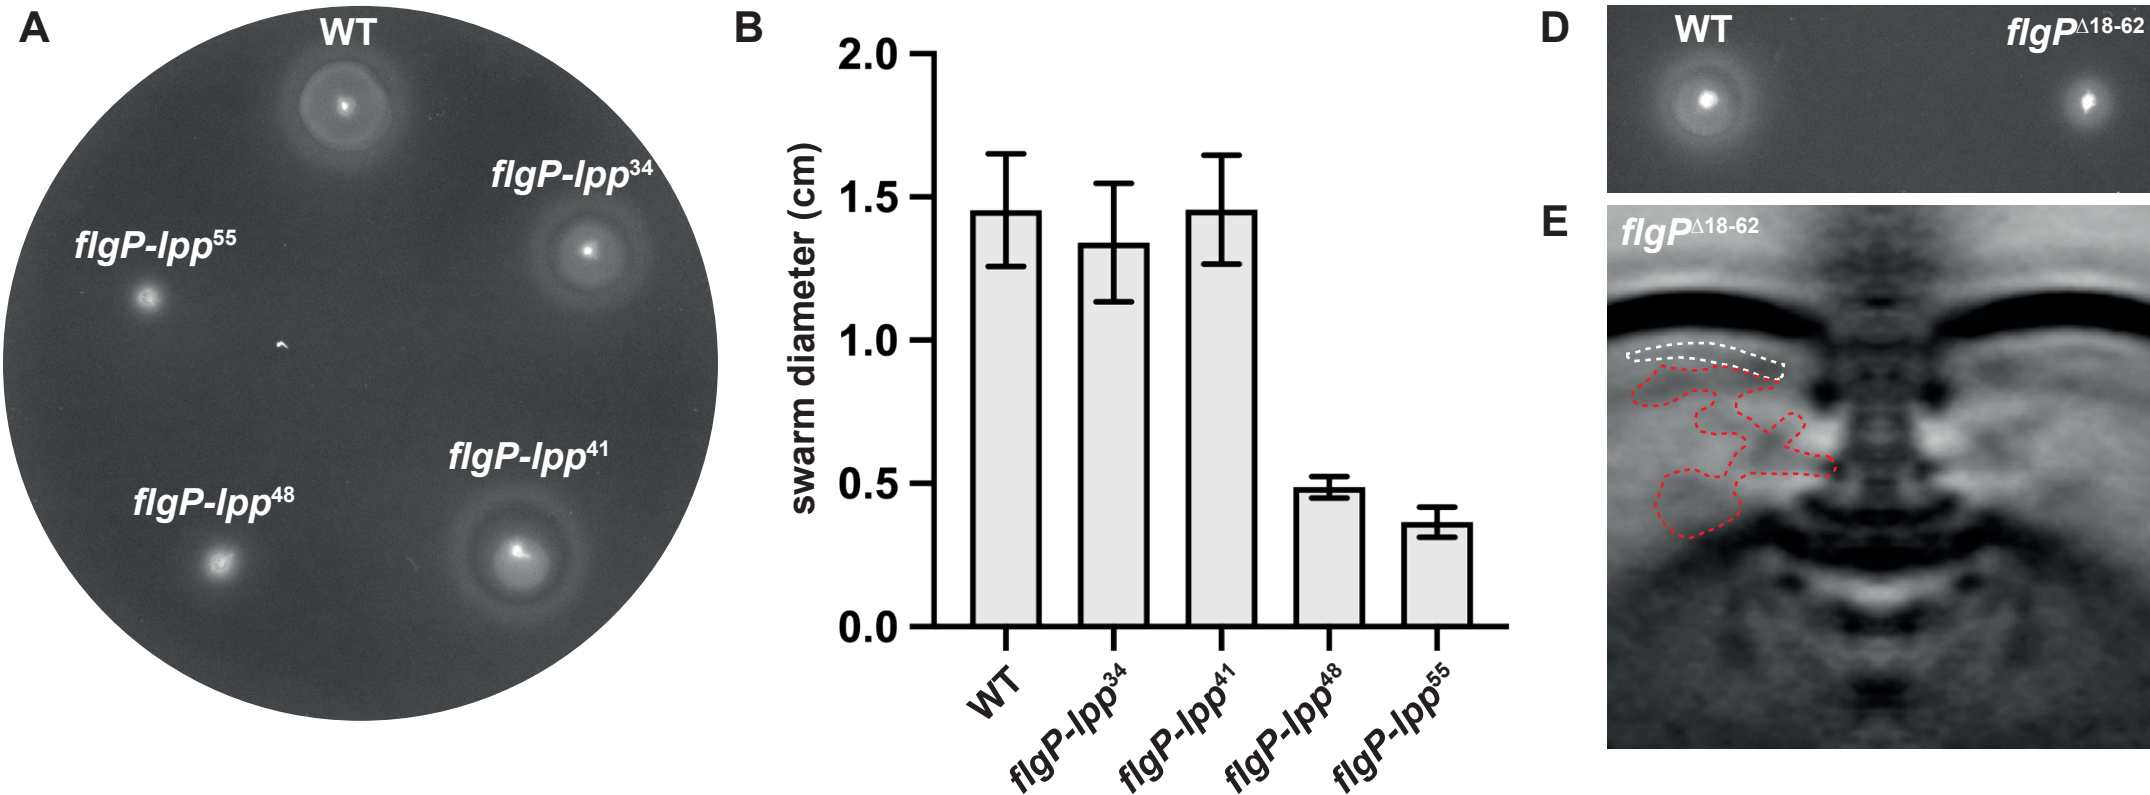 A
WT
flgP-lpp34
flgP-lpp55
flgP-lpp41
flgP-lpp48
B
2.0
1.5
1.0
0.5
0.0
swarm diameter (cm)
WT
flgP-lpp34
flgP-lpp41
flgP-lpp48
flgP-lpp55
D
WT
flgPΔ18-62
E
flgPΔ18-62